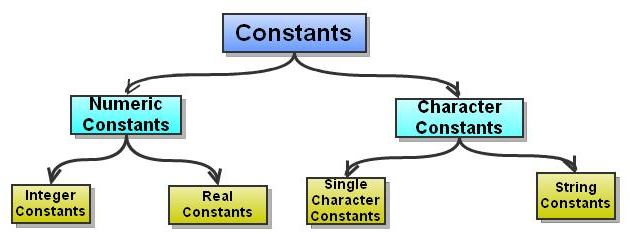 Constants
Numeric
Constants
Character
Constants
Integer
Constants
Real
Constants
Single
Character
Constants
String
Constants